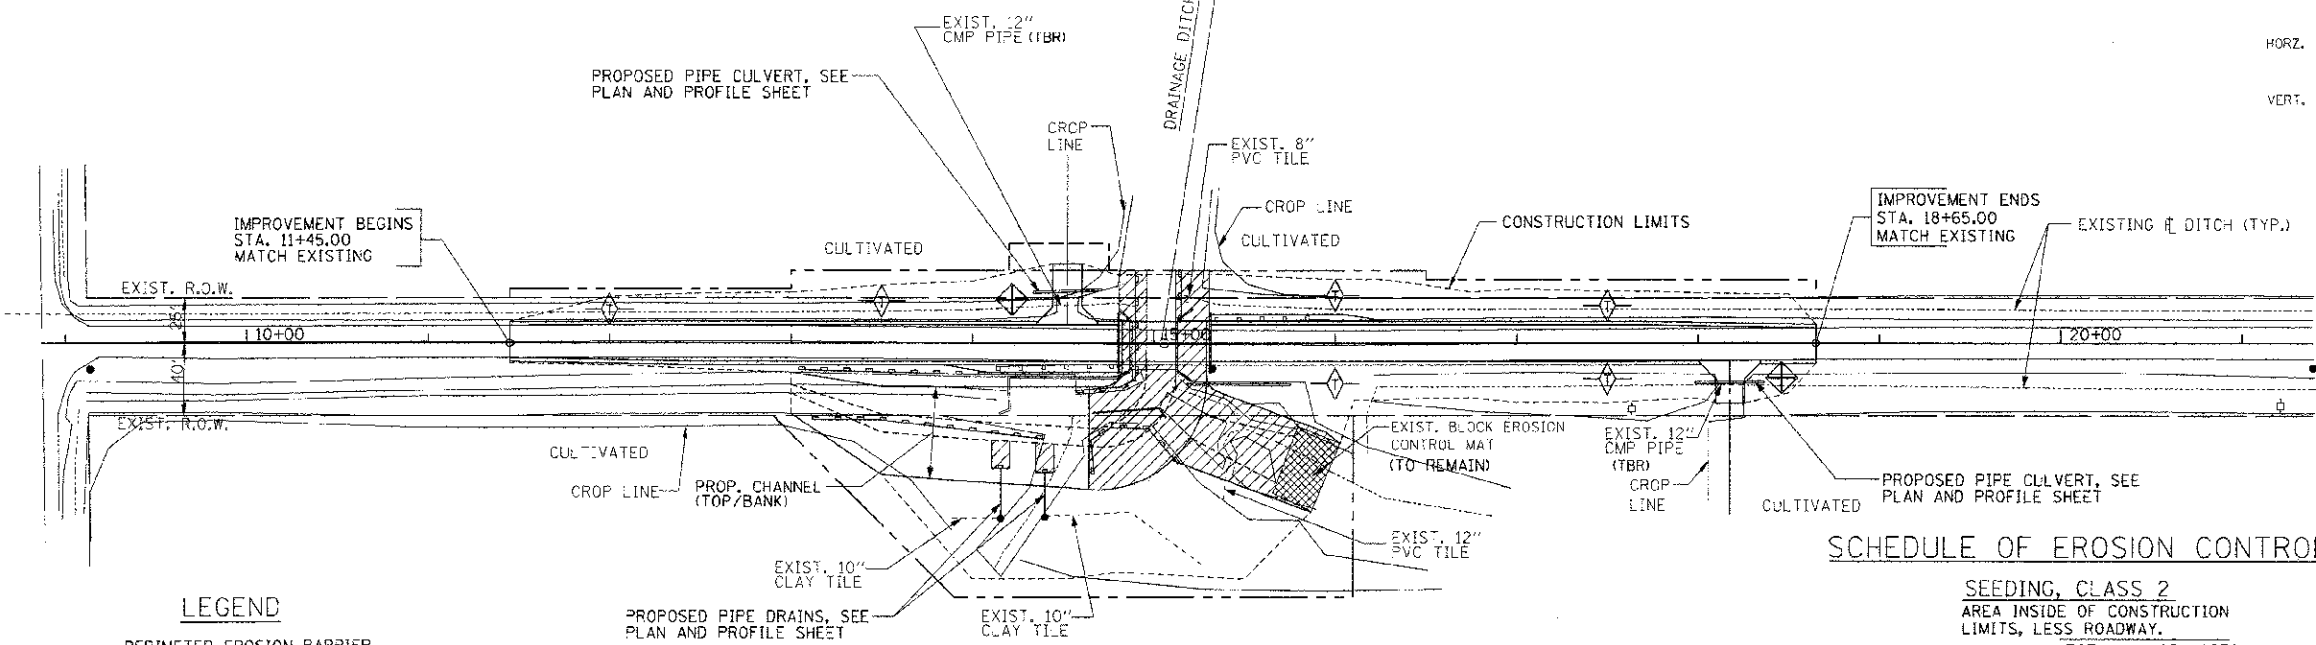 EXIST. 12"
CMP PIPE (TBR)
DRAINAGE DITCH
HORZ.
PROPOSED PIPE CULVERT, SEE
PLAN AND PROFILE SHEET
VERT.
CROP
LINE
EXIST. 8"
PVC TILE
IMPROVEMENT BEGINS
STA. 11+45.00
MATCH EXISTING
CULTIVATED
CROP LINE
CULTIVATED
CONSTRUCTION LIMITS
IMPROVEMENT ENDS
STA. 18+65.00
MATCH EXISTING
EXISTING ℄ DITCH (TYP.)
EXIST. R.O.W.
25'
T
T
T
T
10+00
15+00
20+00
40'
T
T
EXIST. R.O.W.
CULTIVATED
CROP LINE
PROP. CHANNEL
(TOP/BANK)
EXIST. BLOCK EROSION
CONTROL MAT
(TO REMAIN)
EXIST. 12"
CMP PIPE
(TBR)
CROP
LINE
CULTIVATED
PROPOSED PIPE CULVERT, SEE
PLAN AND PROFILE SHEET
EXIST. 12"
PVC TILE
EXIST. 10"
CLAY TILE
PROPOSED PIPE DRAINS, SEE
PLAN AND PROFILE SHEET
EXIST. 10"
CLAY TILE
SCHEDULE OF EROSION CONTROL
SEEDING, CLASS 2
AREA INSIDE OF CONSTRUCTION
LIMITS, LESS ROADWAY.
LEGEND
PERIMETER EROSION BARRIER